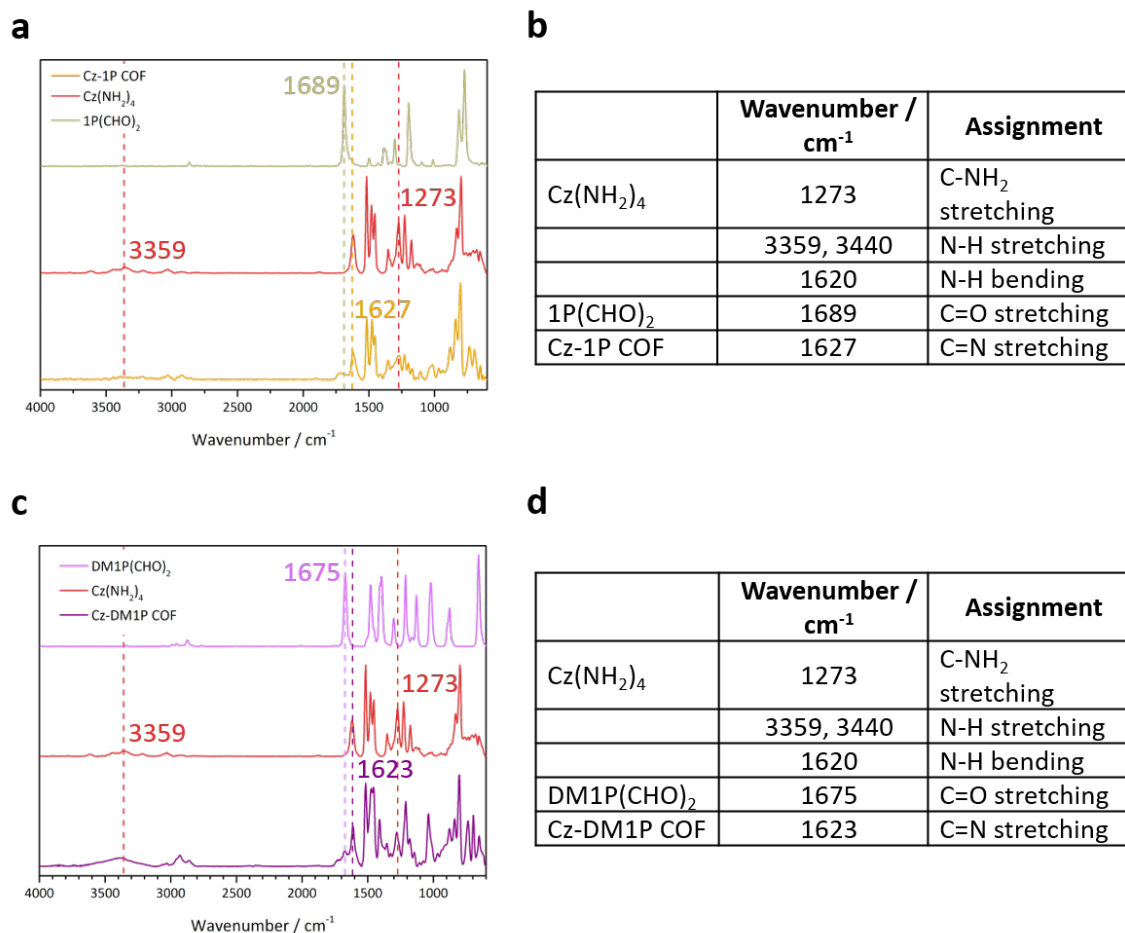 a
Cz-1P COF
Cz(NH₂)₄
1P(CHO)₂
1689
1273
3359
1627
4000 3500 3000 2500 2000 1500 1000
Wavenumber / cm⁻¹
b
Wavenumber / cm⁻¹ Assignment
Cz(NH₂)₄ 1273 C-NH₂ stretching
3359, 3440 N-H stretching
1620 N-H bending
1P(CHO)₂ 1689 C=O stretching
Cz-1P COF 1627 C=N stretching
c
DM1P(CHO)₂
Cz(NH₂)₄
Cz-DM1P COF
1675
1273
3359
1623
4000 3500 3000 2500 2000 1500 1000
Wavenumber / cm⁻¹
d
Wavenumber / cm⁻¹ Assignment
Cz(NH₂)₄ 1273 C-NH₂ stretching
3359, 3440 N-H stretching
1620 N-H bending
DM1P(CHO)₂ 1675 C=O stretching
Cz-DM1P COF 1623 C=N stretching